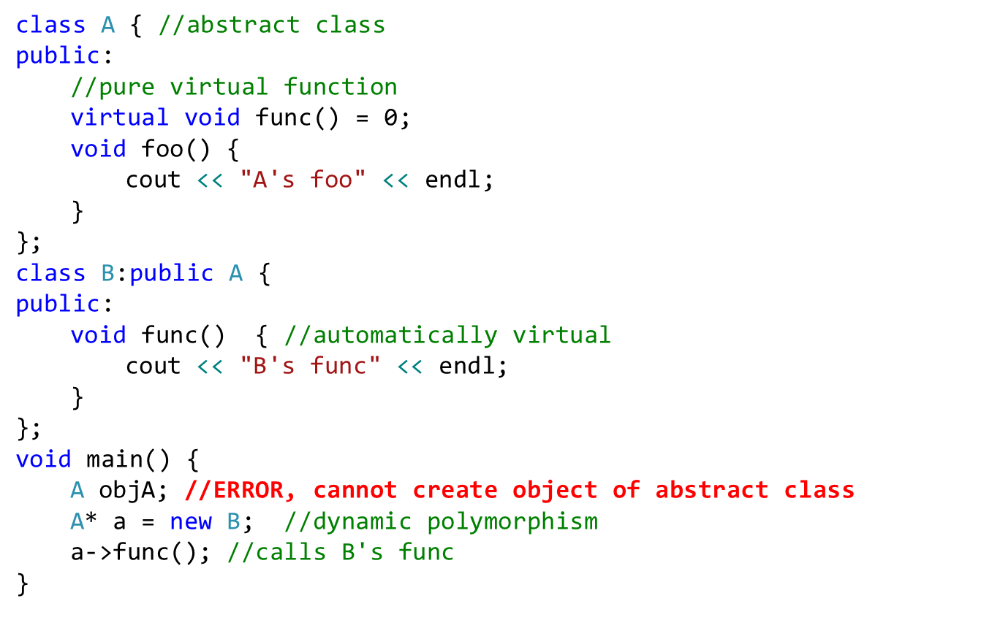 class A { //abstract class
public:
    //pure virtual function
    virtual void func() = 0;
    void foo() {
        cout << "A's foo" << endl;
    }
};
class B:public A {
public:
    void func()  { //automatically virtual
        cout << "B's func" << endl;
    }
};
void main() {
    A objA; //ERROR, cannot create object of abstract class
    A* a = new B;  //dynamic polymorphism
    a->func(); //calls B's func
}